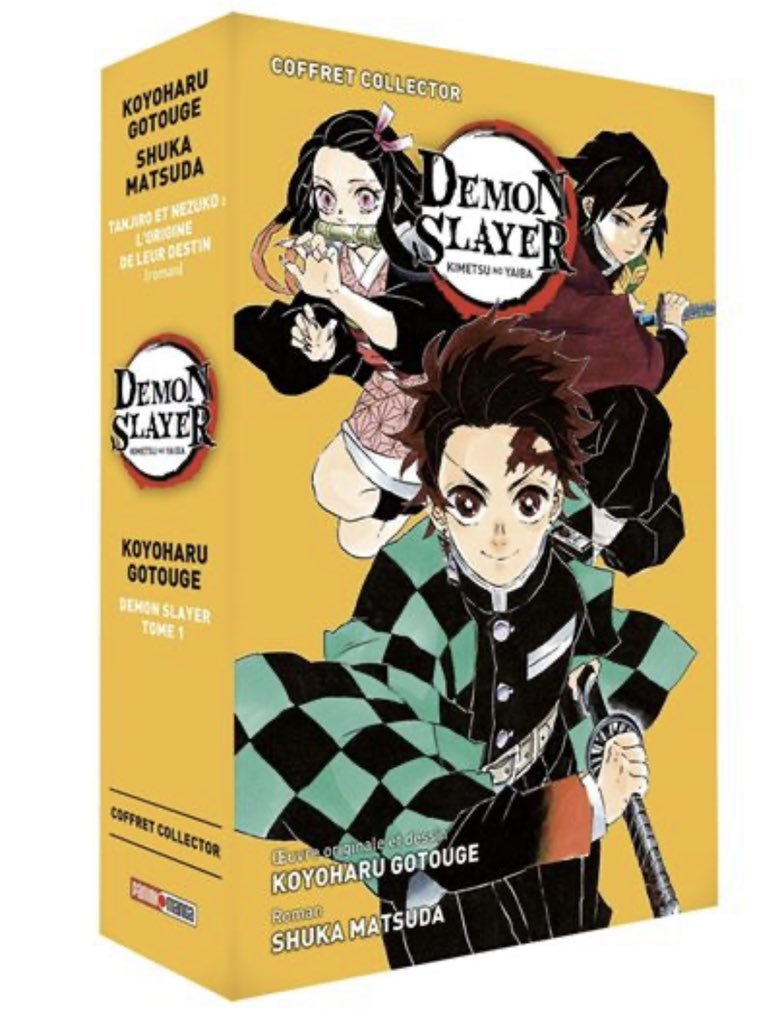 KOYOHARU
GOTOUGE
SHUKA
MATSUDA
TANJIRO ET NEZUKO :
L'ORIGINE
DE LEUR DESTIN
(roman)
DEMON
SLAYER
KIMETSU NO YAIBA
KOYOHARU
GOTOUGE
DEMON SLAYER
TOME 1
COFFRET COLLECTOR
panini manga
COFFRET COLLECTOR
DEMON
SLAYER
KIMETSU NO YAIBA
Œuvre originale et dessin
KOYOHARU GOTOUGE
Roman
SHUKA MATSUDA